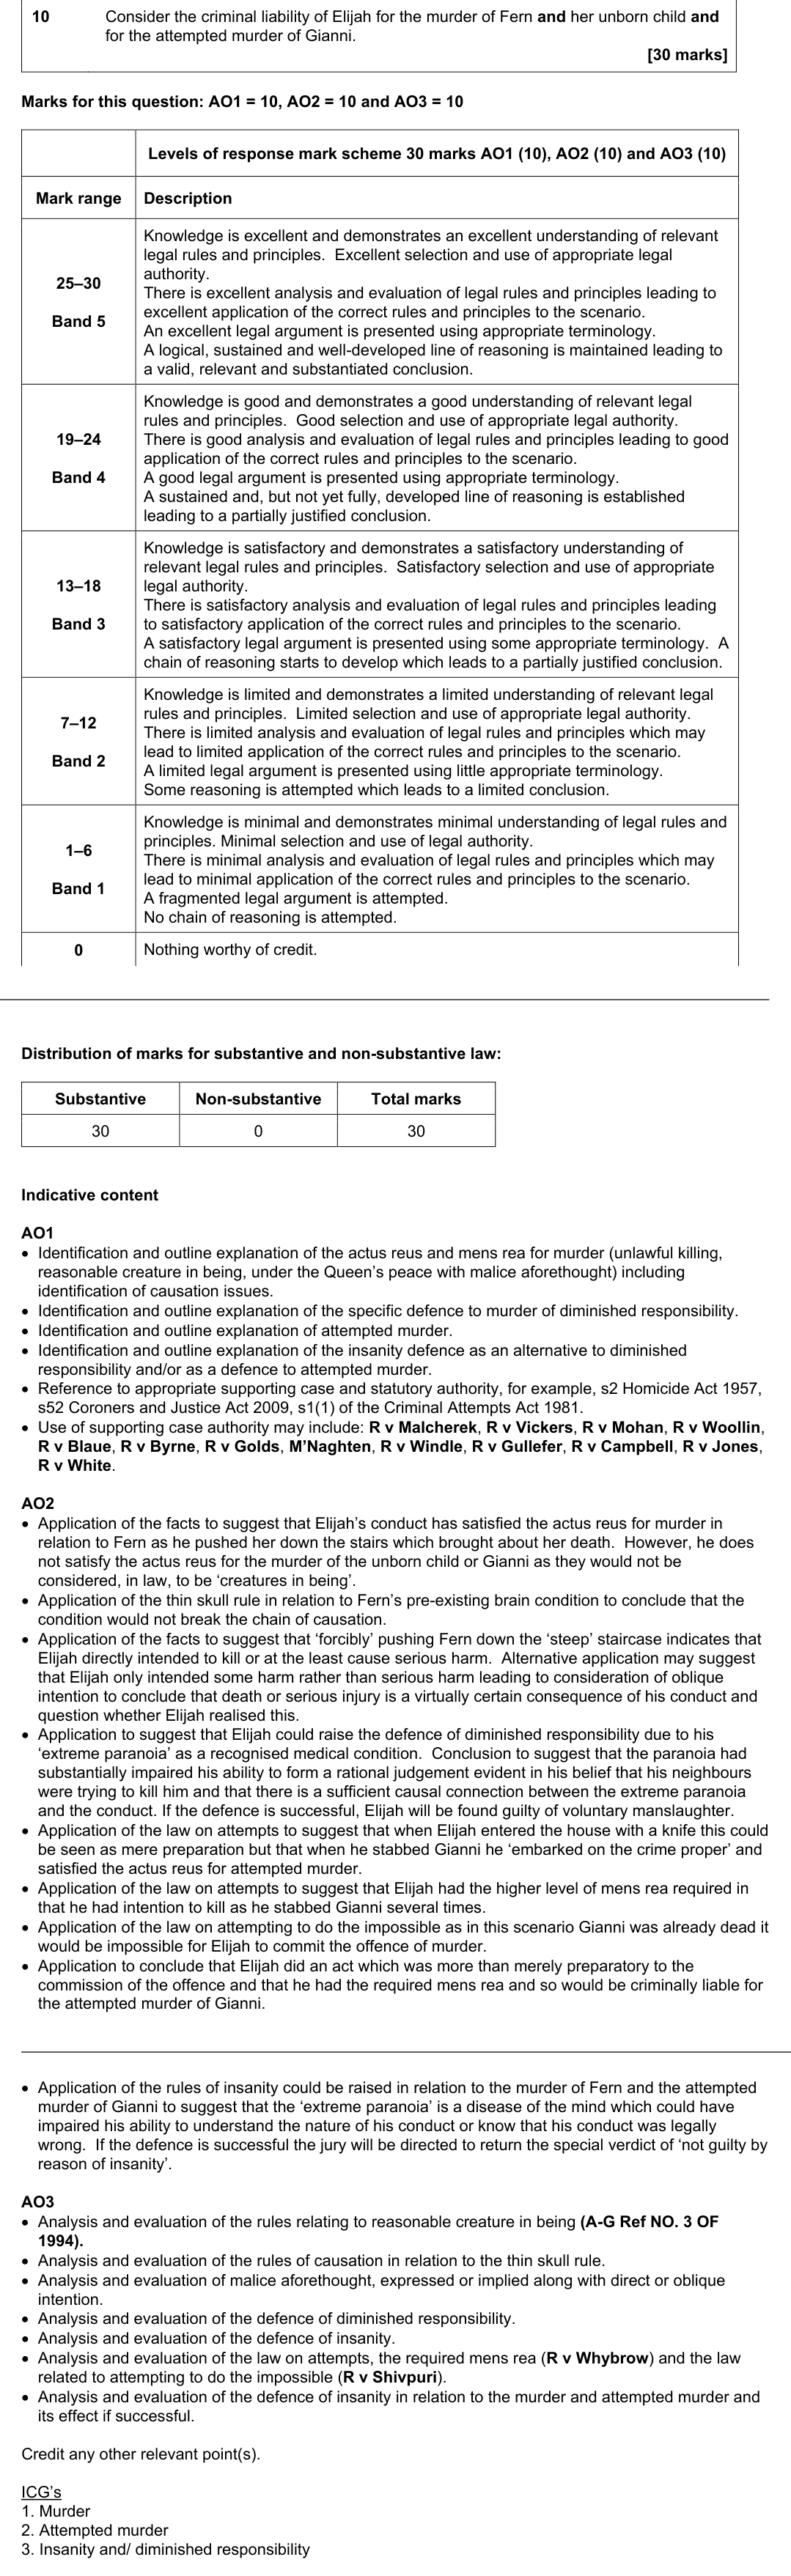 10 Consider the criminal liability of Elijah for the murder of Fern and her unborn child and
for the attempted murder of Gianni.
[30 marks]
Marks for this question: AO1 = 10, AO2 = 10 and AO3 = 10
Levels of response mark scheme 30 marks AO1 (10), AO2 (10) and AO3 (10)
Mark range Description
25–30
Band 5
Knowledge is excellent and demonstrates an excellent understanding of relevant
legal rules and principles. Excellent selection and use of appropriate legal
authority.
There is excellent analysis and evaluation of legal rules and principles leading to
excellent application of the correct rules and principles to the scenario.
An excellent legal argument is presented using appropriate terminology.
A logical, sustained and well-developed line of reasoning is maintained leading to
a valid, relevant and substantiated conclusion.
19–24
Band 4
Knowledge is good and demonstrates a good understanding of relevant legal
rules and principles. Good selection and use of appropriate legal authority.
There is good analysis and evaluation of legal rules and principles leading to good
application of the correct rules and principles to the scenario.
A good legal argument is presented using appropriate terminology.
A sustained and, but not yet fully, developed line of reasoning is established
leading to a partially justified conclusion.
13–18
Band 3
Knowledge is satisfactory and demonstrates a satisfactory understanding of
relevant legal rules and principles. Satisfactory selection and use of appropriate
legal authority.
There is satisfactory analysis and evaluation of legal rules and principles leading
to satisfactory application of the correct rules and principles to the scenario.
A satisfactory legal argument is presented using some appropriate terminology. A
chain of reasoning starts to develop which leads to a partially justified conclusion.
7–12
Band 2
Knowledge is limited and demonstrates a limited understanding of relevant legal
rules and principles. Limited selection and use of appropriate legal authority.
There is limited analysis and evaluation of legal rules and principles which may
lead to limited application of the correct rules and principles to the scenario.
A limited legal argument is presented using little appropriate terminology.
Some reasoning is attempted which leads to a limited conclusion.
1–6
Band 1
Knowledge is minimal and demonstrates minimal understanding of legal rules and
principles. Minimal selection and use of legal authority.
There is minimal analysis and evaluation of legal rules and principles which may
lead to minimal application of the correct rules and principles to the scenario.
A fragmented legal argument is attempted.
No chain of reasoning is attempted.
0 Nothing worthy of credit.
Distribution of marks for substantive and non-substantive law:
Substantive Non-substantive Total marks
30 0 30
Indicative content
AO1
• Identification and outline explanation of the actus reus and mens rea for murder (unlawful killing,
reasonable creature in being, under the Queen's peace with malice aforethought) including
identification of causation issues.
• Identification and outline explanation of the specific defence to murder of diminished responsibility.
• Identification and outline explanation of attempted murder.
• Identification and outline explanation of the insanity defence as an alternative to diminished
responsibility and/or as a defence to attempted murder.
• Reference to appropriate supporting case and statutory authority, for example, s2 Homicide Act 1957,
s52 Coroners and Justice Act 2009, s1(1) of the Criminal Attempts Act 1981.
• Use of supporting case authority may include: R v Malcherek, R v Vickers, R v Mohan, R v Woollin,
R v Blaue, R v Byrne, R v Golds, M'Naghten, R v Windle, R v Gullefer, R v Campbell, R v Jones,
R v White.
AO2
• Application of the facts to suggest that Elijah's conduct has satisfied the actus reus for murder in
relation to Fern as he pushed her down the stairs which brought about her death. However, he does
not satisfy the actus reus for the murder of the unborn child or Gianni as they would not be
considered, in law, to be 'creatures in being'.
• Application of the thin skull rule in relation to Fern's pre-existing brain condition to conclude that the
condition would not break the chain of causation.
• Application of the facts to suggest that 'forcibly' pushing Fern down the 'steep' staircase indicates that
Elijah directly intended to kill or at the least cause serious harm. Alternative application may suggest
that Elijah only intended some harm rather than serious harm leading to consideration of oblique
intention to conclude that death or serious injury is a virtually certain consequence of his conduct and
question whether Elijah realised this.
• Application to suggest that Elijah could raise the defence of diminished responsibility due to his
'extreme paranoia' as a recognised medical condition. Conclusion to suggest that the paranoia had
substantially impaired his ability to form a rational judgement evident in his belief that his neighbours
were trying to kill him and that there is a sufficient causal connection between the extreme paranoia
and the conduct. If the defence is successful, Elijah will be found guilty of voluntary manslaughter.
• Application of the law on attempts to suggest that when Elijah entered the house with a knife this could
be seen as mere preparation but that when he stabbed Gianni he 'embarked on the crime proper' and
satisfied the actus reus for attempted murder.
• Application of the law on attempts to suggest that Elijah had the higher level of mens rea required in
that he had intention to kill as he stabbed Gianni several times.
• Application of the law on attempting to do the impossible as in this scenario Gianni was already dead it
would be impossible for Elijah to commit the offence of murder.
• Application to conclude that Elijah did an act which was more than merely preparatory to the
commission of the offence and that he had the required mens rea and so would be criminally liable for
the attempted murder of Gianni.
• Application of the rules of insanity could be raised in relation to the murder of Fern and the attempted
murder of Gianni to suggest that the 'extreme paranoia' is a disease of the mind which could have
impaired his ability to understand the nature of his conduct or know that his conduct was legally
wrong. If the defence is successful the jury will be directed to return the special verdict of 'not guilty by
reason of insanity'.
AO3
• Analysis and evaluation of the rules relating to reasonable creature in being (A-G Ref NO. 3 OF
1994).
• Analysis and evaluation of the rules of causation in relation to the thin skull rule.
• Analysis and evaluation of malice aforethought, expressed or implied along with direct or oblique
intention.
• Analysis and evaluation of the defence of diminished responsibility.
• Analysis and evaluation of the defence of insanity.
• Analysis and evaluation of the law on attempts, the required mens rea (R v Whybrow) and the law
related to attempting to do the impossible (R v Shivpuri).
• Analysis and evaluation of the defence of insanity in relation to the murder and attempted murder and
its effect if successful.
Credit any other relevant point(s).
ICG's
1. Murder
2. Attempted murder
3. Insanity and/ diminished responsibility